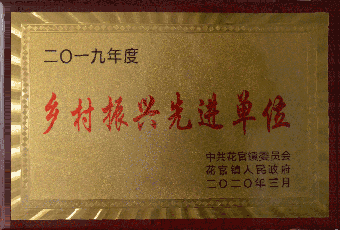 二〇一九年度
乡村振兴先进单位
中共花官镇委员会
花官镇人民政府
二〇二〇年三月